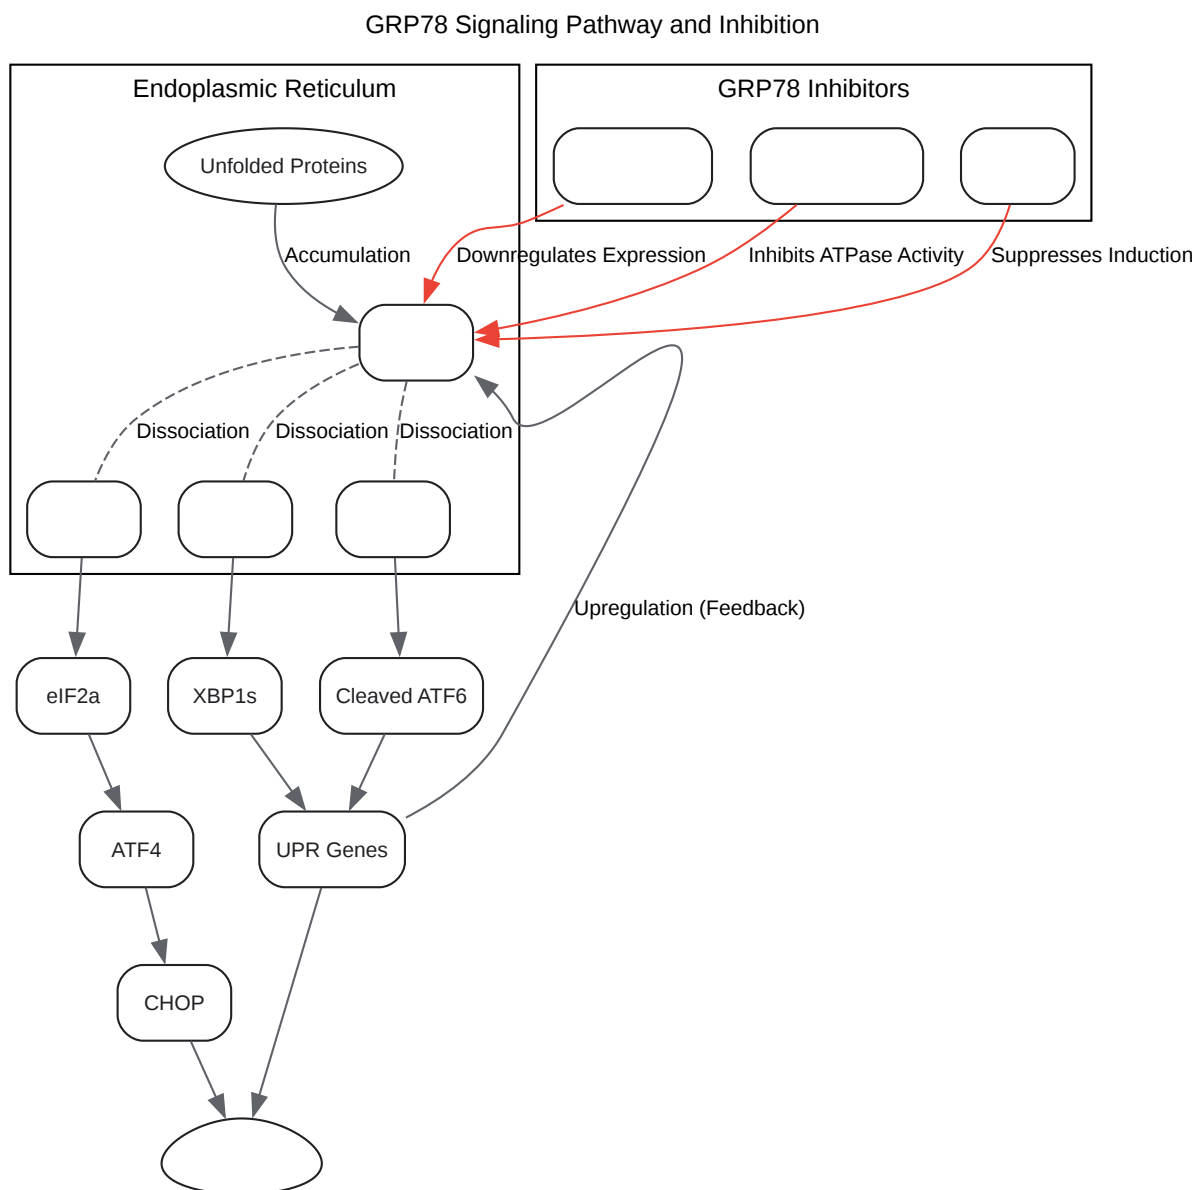 GRP78 Signaling Pathway and Inhibition
Endoplasmic Reticulum
GRP78 Inhibitors
Unfolded Proteins
Accumulation
Downregulates Expression
Inhibits ATPase Activity
Suppresses Induction
Dissociation
Dissociation
Dissociation
Upregulation (Feedback)
eIF2a
XBP1s
Cleaved ATF6
ATF4
UPR Genes
CHOP